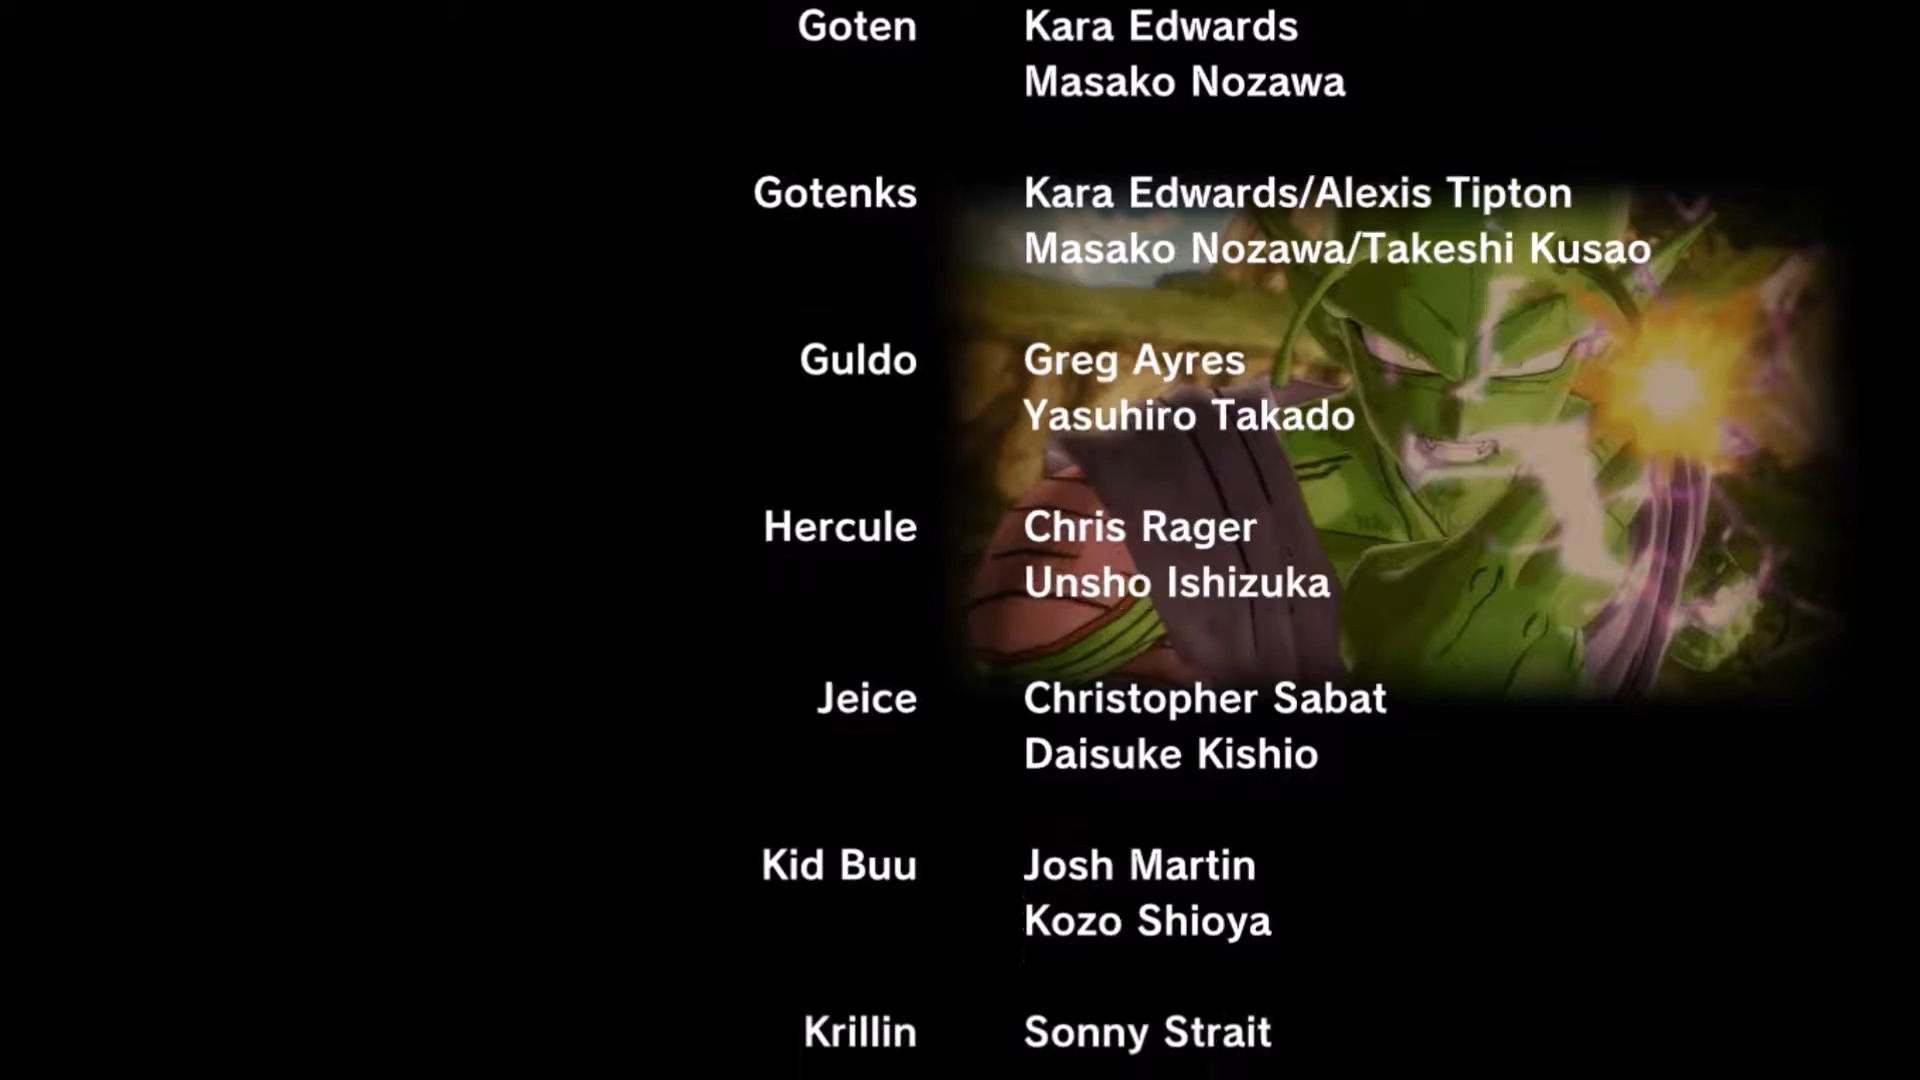 Goten Kara Edwards
Masako Nozawa
Gotenks Kara Edwards/Alexis Tipton
Masako Nozawa/Takeshi Kusao
Guldo Greg Ayres
Yasuhiro Takado
Hercule Chris Rager
Unsho Ishizuka
Jeice Christopher Sabat
Daisuke Kishio
Kid Buu Josh Martin
Kozo Shioya
Krillin Sonny Strait